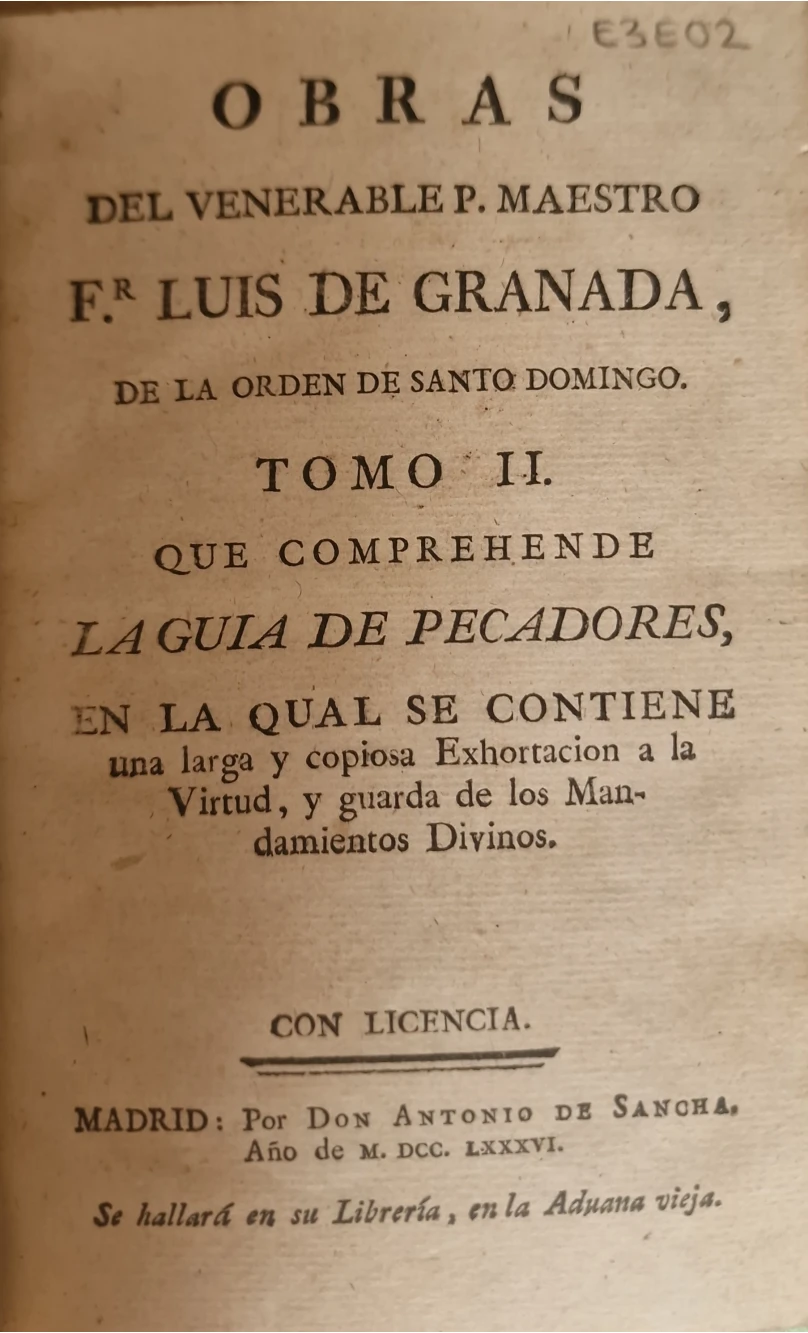 E3E02
OBRAS
DEL VENERABLE P. MAESTRO
F.R LUIS DE GRANADA,
DE LA ORDEN DE SANTO DOMINGO.
TOMO II.
QUE COMPREHENDE
LA GUIA DE PECADORES,
EN LA QUAL SE CONTIENE
una larga y copiosa Exhortacion a la
Virtud, y guarda de los Man-
damientos Divinos.
CON LICENCIA.
MADRID: Por Don Antonio de Sancha.
Año de M. DCC. LXXXVI.
Se hallará en su Librería, en la Aduana vieja.